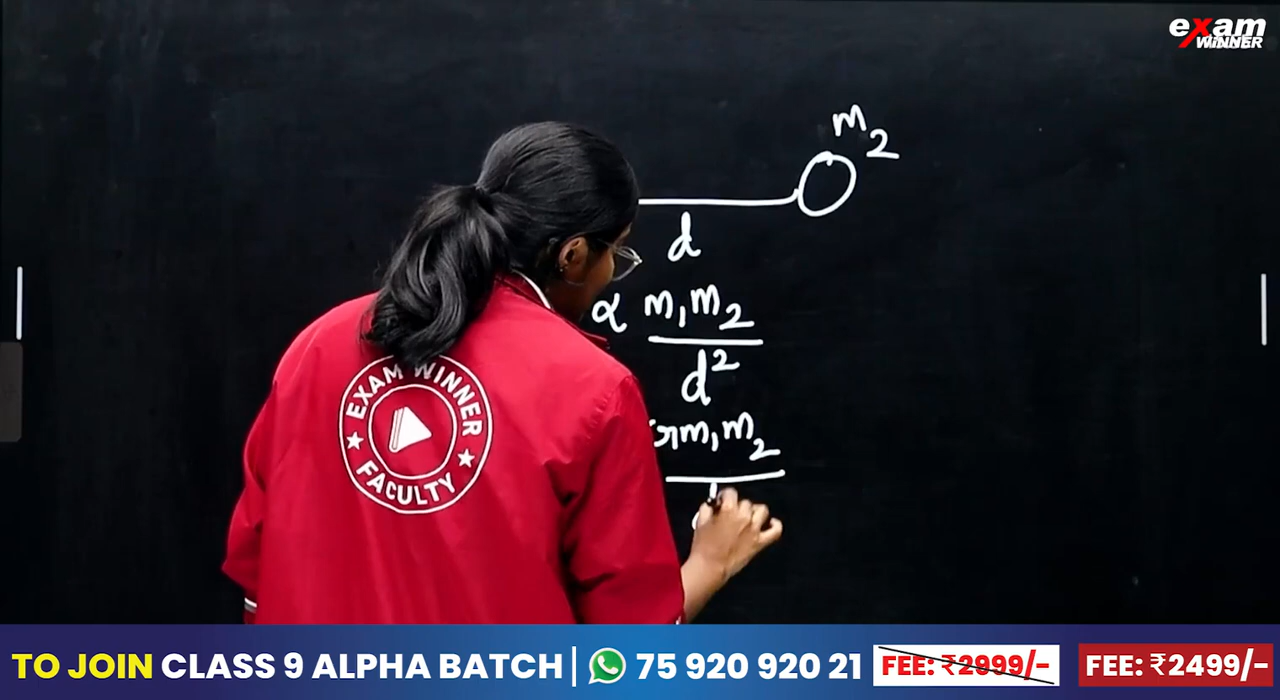 exam
WiNNER
m₂
d
α m₁m₂
d²
Gm₁m₂
EXAM WINNER
FACULTY
TO JOIN CLASS 9 ALPHA BATCH | 75 920 920 21 FEE: ₹2999/- FEE: ₹2499/-